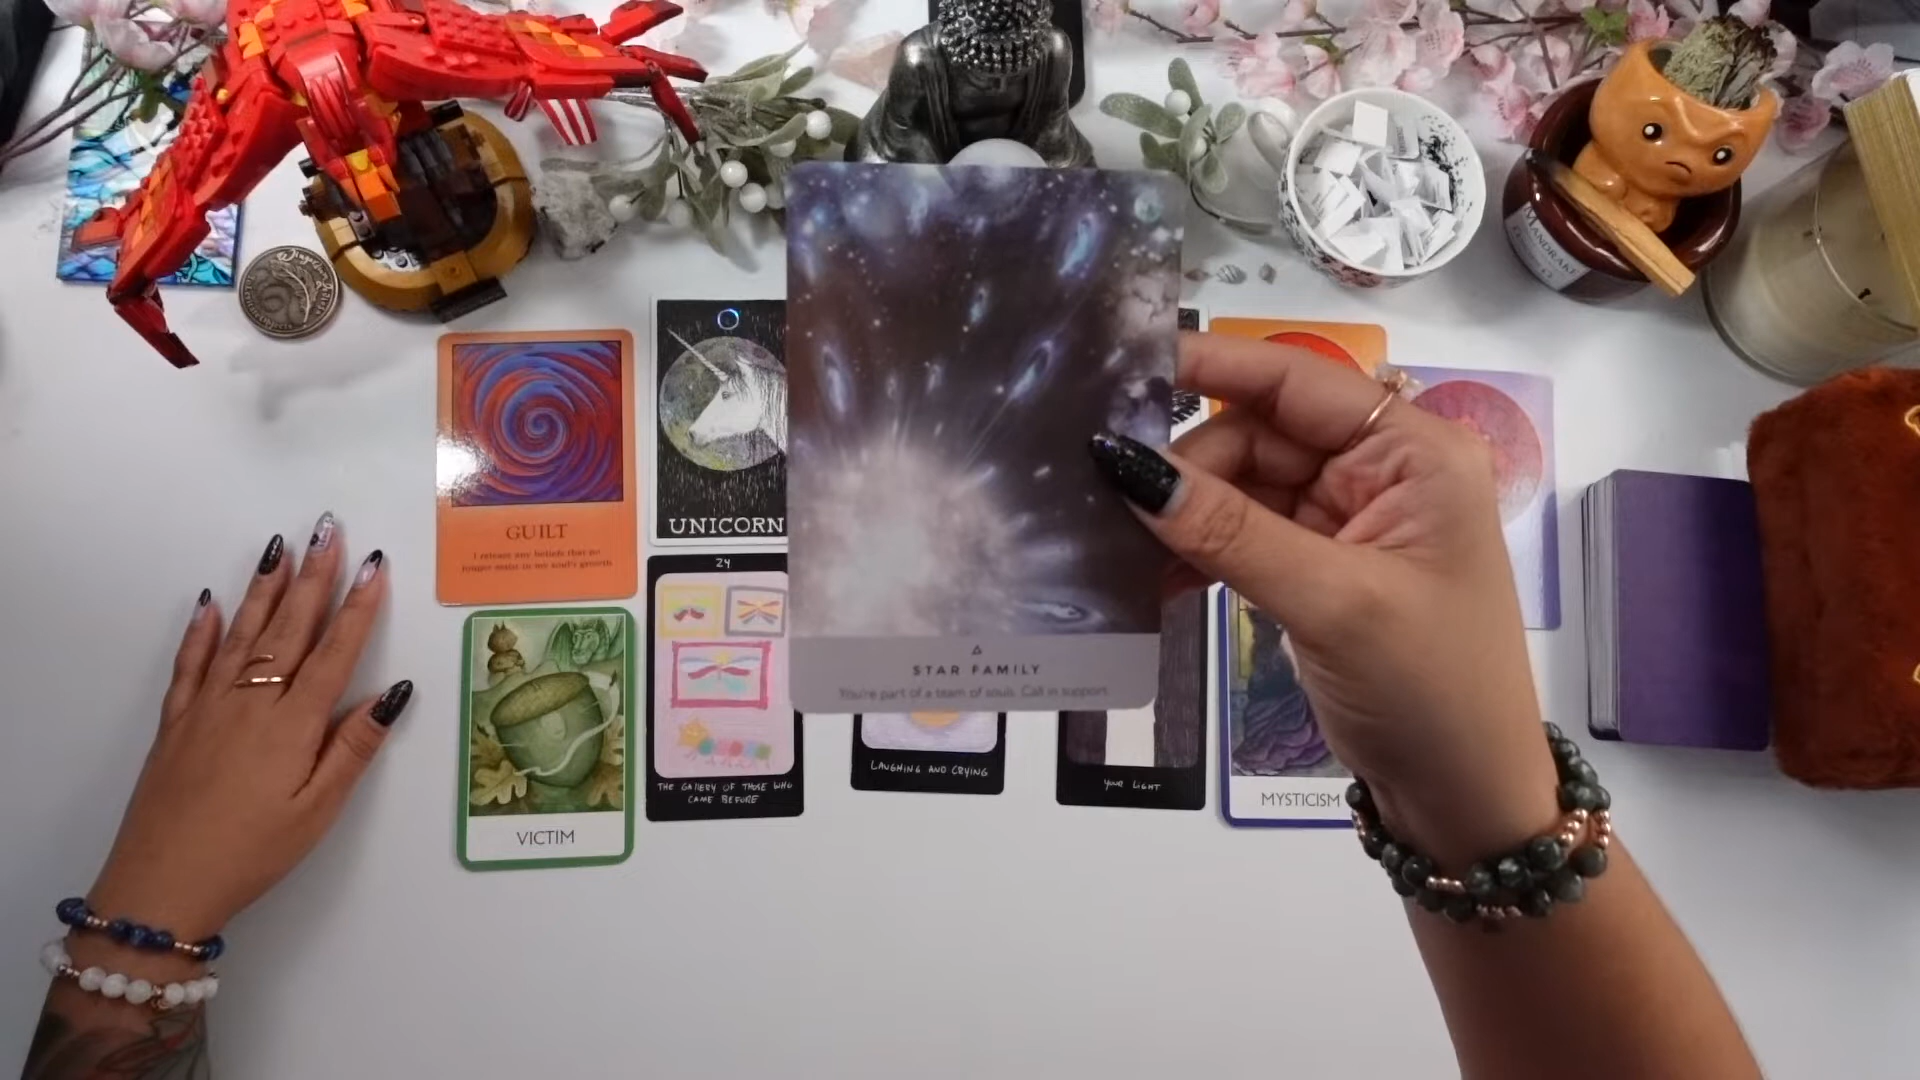 MANDRAKE
GUILT
I release any beliefs that no
longer assist in my soul's growth
UNICORN
STAR FAMILY
You're part of a team of souls. Call in support.
24
THE GALLERY OF THOSE WHO
CAME BEFORE
LAUGHING AND CRYING
YOUR LIGHT
MYSTICISM
VICTIM